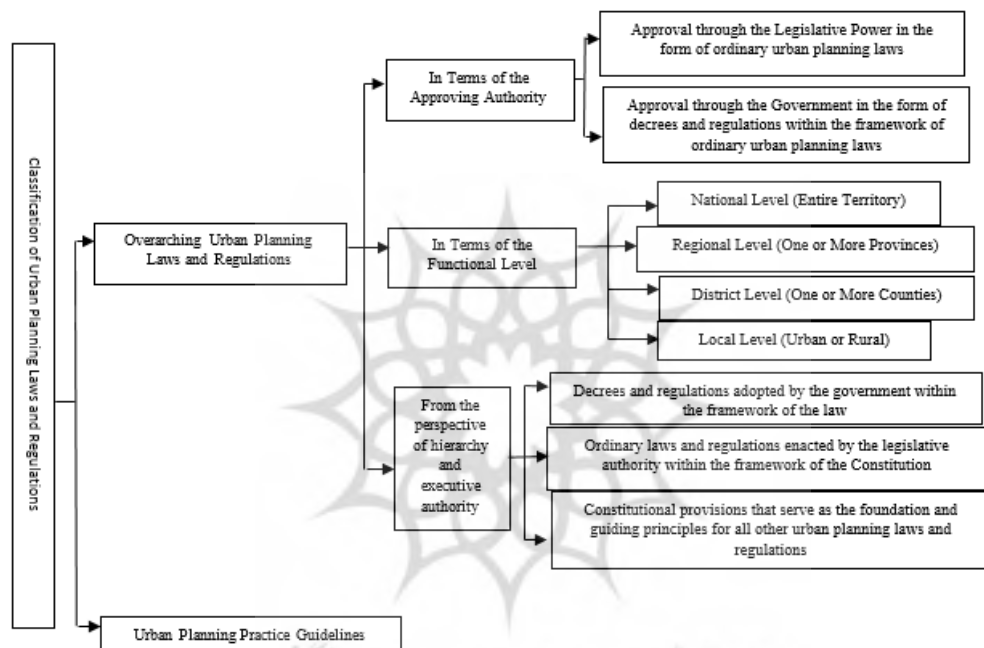 Classification of Urban Planning Laws and Regulations
Overarching Urban Planning
Laws and Regulations
In Terms of the
Approving Authority
Approval through the Legislative Power in the
form of ordinary urban planning laws
Approval through the Government in the form of
decrees and regulations within the framework of
ordinary urban planning laws
In Terms of the
Functional Level
National Level (Entire Territory)
Regional Level (One or More Provinces)
District Level (One or More Counties)
Local Level (Urban or Rural)
From the
perspective
of hierarchy
and
executive
authority
Decrees and regulations adopted by the government within
the framework of the law
Ordinary laws and regulations enacted by the legislative
authority within the framework of the Constitution
Constitutional provisions that serve as the foundation and
guiding principles for all other urban planning laws and
regulations
Urban Planning Practice Guidelines